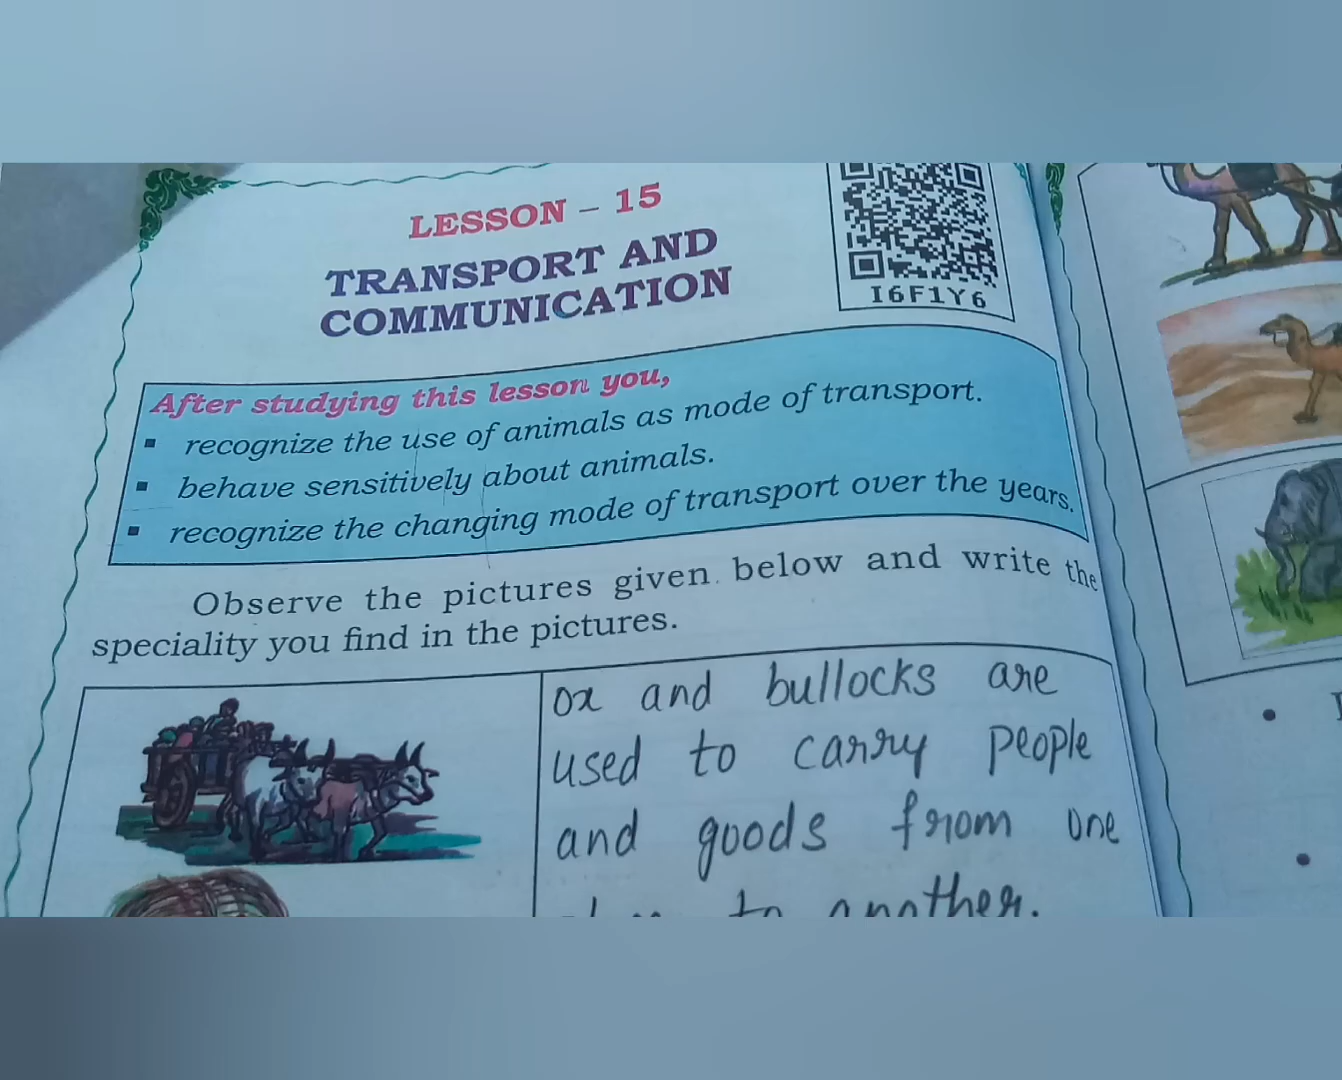 LESSON – 15
TRANSPORT AND
COMMUNICATION
I6F1Y6
After studying this lesson you,
▪ recognize the use of animals as mode of transport.
▪ behave sensitively about animals.
▪ recognize the changing mode of transport over the years.
Observe the pictures given below and write the
speciality you find in the pictures.
ox and bullocks are
used to carry people
and goods from one
to another.